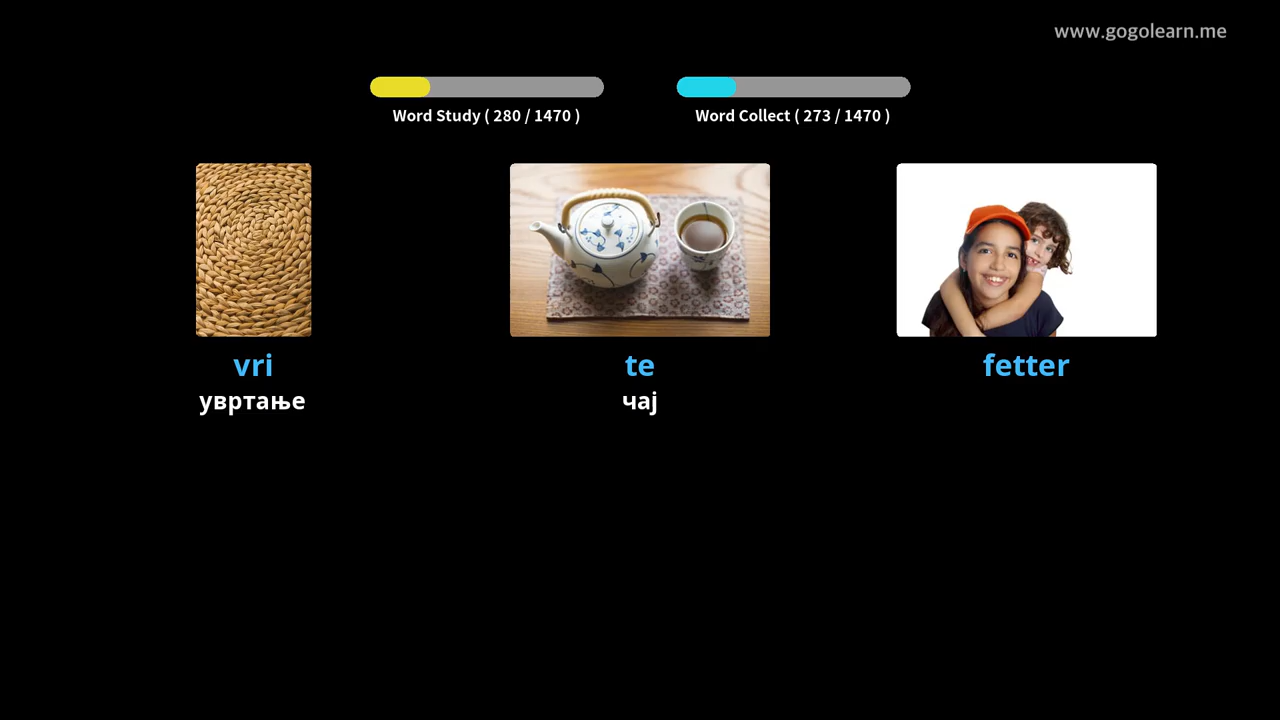 www.gogolearn.me
Word Study ( 280 / 1470 )
Word Collect ( 273 / 1470 )
vri
te
fetter
увртање
чај